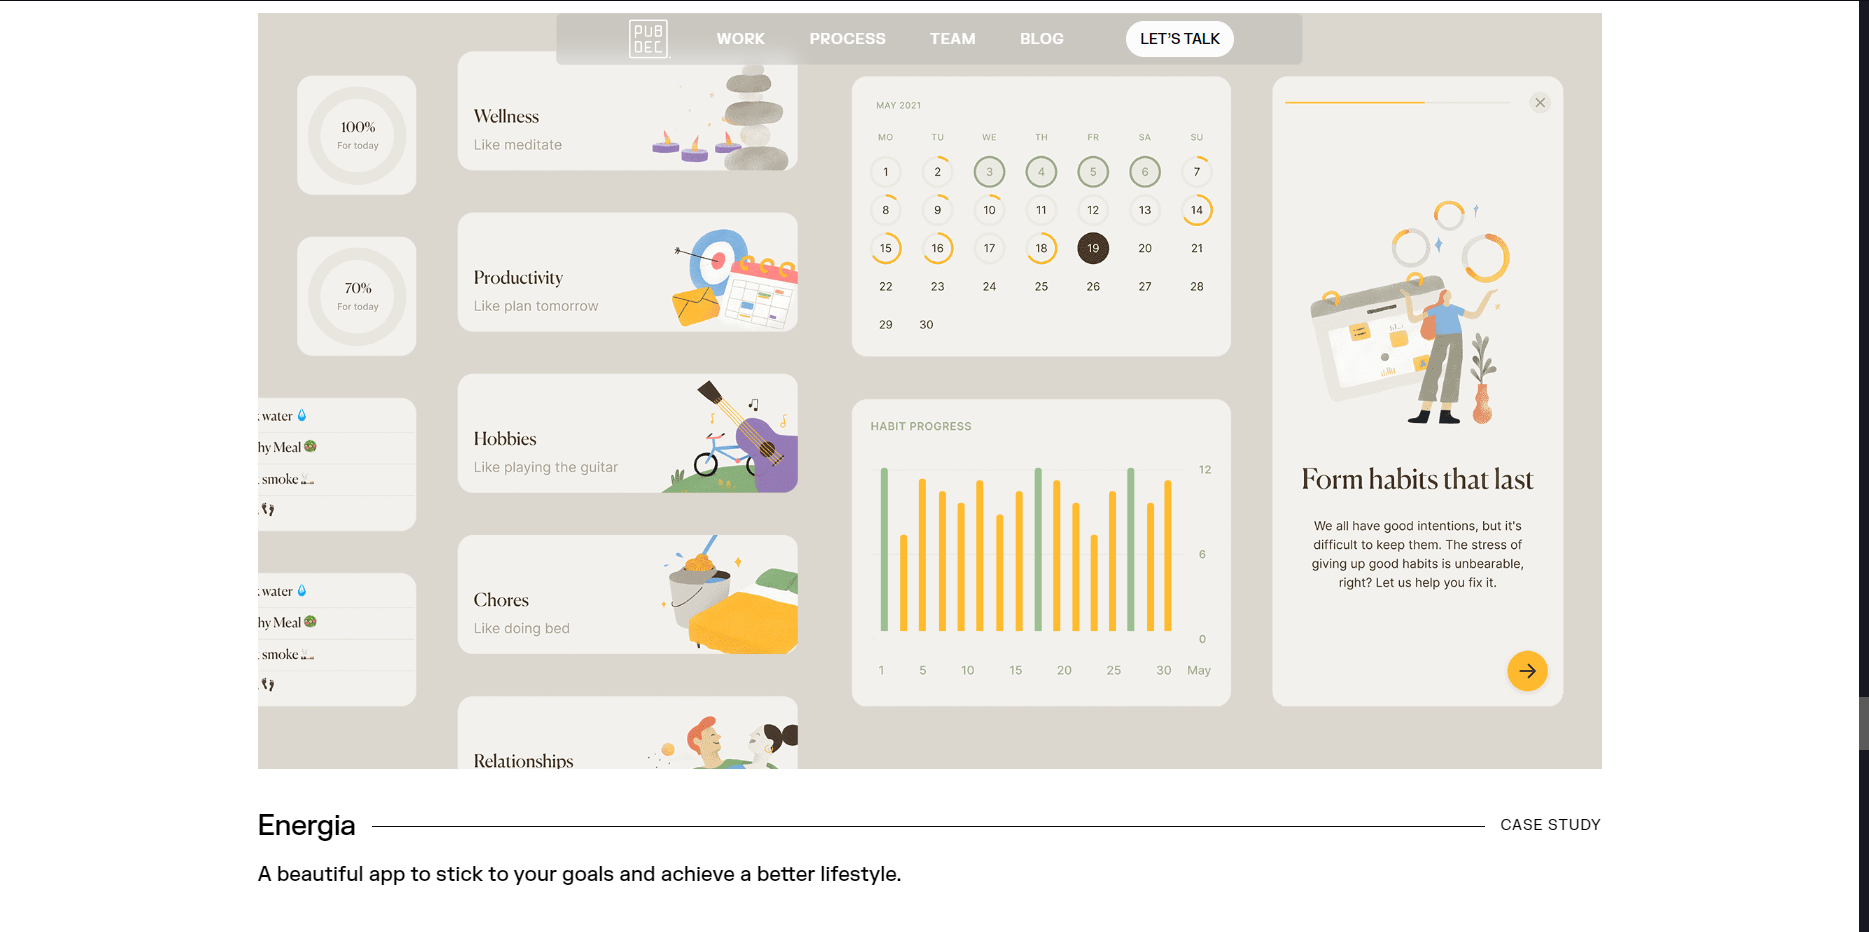 PUB
DEC
WORK
PROCESS
TEAM
BLOG
LET'S TALK
100%
For today
70%
For today
water
hy Meal
smoke
water
hy Meal
smoke
Wellness
Like meditate
Productivity
Like plan tomorrow
Hobbies
Like playing the guitar
Chores
Like doing bed
Relationships
MAY 2021
MO TU WE TH FR SA SU
1 2 3 4 5 6 7
8 9 10 11 12 13 14
15 16 17 18 19 20 21
22 23 24 25 26 27 28
29 30
HABIT PROGRESS
12
6
0
1 5 10 15 20 25 30 May
Form habits that last
We all have good intentions, but it's
difficult to keep them. The stress of
giving up good habits is unbearable,
right? Let us help you fix it.
Energia
CASE STUDY
A beautiful app to stick to your goals and achieve a better lifestyle.